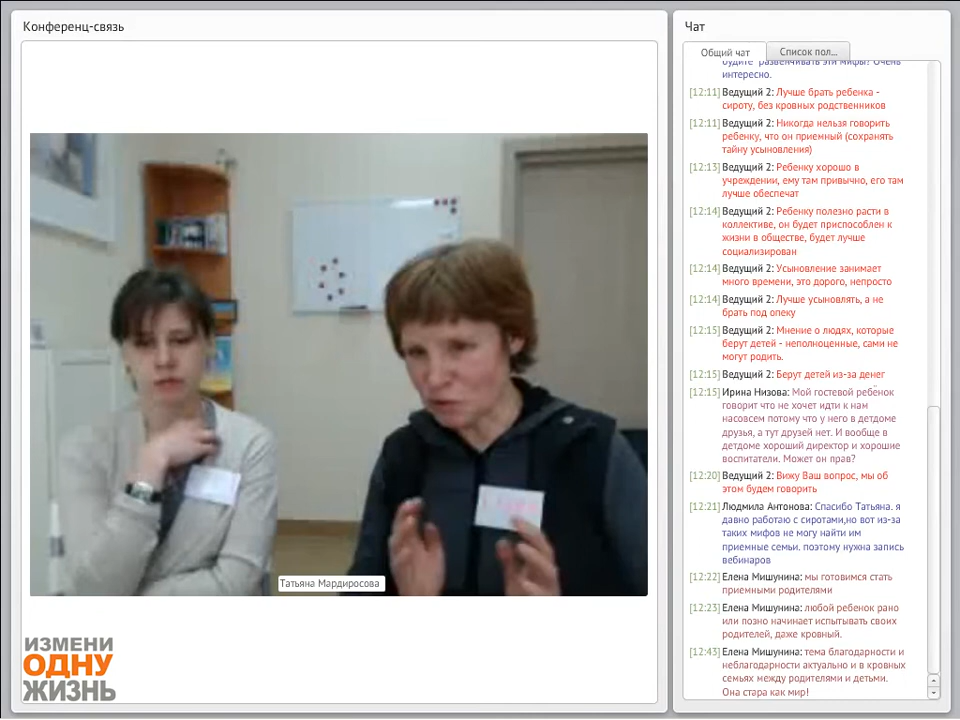 Конференц-связь
Татьяна Мардиросова
ИЗМЕНИ
ОДНУ
ЖИЗНЬ
Чат
Общий чат
Список пол...
будите развенчивать эти мифы! Очень
интересно.
[12:11] Ведущий 2: Лучше брать ребенка -
сироту, без кровных родственников
[12:11] Ведущий 2: Никогда нельзя говорить
ребенку, что он приемный (сохранять
тайну усыновления)
[12:13] Ведущий 2: Ребенку хорошо в
учреждении, ему там привычно, его там
лучше обеспечат
[12:14] Ведущий 2: Ребенку полезно расти в
коллективе, он будет приспособлен к
жизни в обществе, будет лучше
социализирован
[12:14] Ведущий 2: Усыновление занимает
много времени, это дорого, непросто
[12:14] Ведущий 2: Лучше усыновлять, а не
брать под опеку
[12:15] Ведущий 2: Мнение о людях, которые
берут детей - неполноценные, сами не
могут родить.
[12:15] Ведущий 2: Берут детей из-за денег
[12:15] Ирина Низова: Мой гостевой ребёнок
говорит что не хочет идти к нам
насовсем потому что у него в детдоме
друзья, а тут друзей нет. И вообще в
детдоме хороший директор и хорошие
воспитатели. Может он прав?
[12:20] Ведущий 2: Вижу Ваш вопрос, мы об
этом будем говорить
[12:21] Людмила Антонова: Спасибо Татьяна. я
давно работаю с сиротами,но вот из-за
таких мифов не могу найти им
приемные семьи. поэтому нужна запись
вебинаров
[12:22] Елена Мишунина: мы готовимся стать
приемными родителями
[12:23] Елена Мишунина: любой ребенок рано
или поздно начинает испытывать своих
родителей, даже кровный.
[12:43] Елена Мишунина: тема благодарности и
неблагодарности актуально и в кровных
семьях между родителями и детьми.
Она стара как мир!